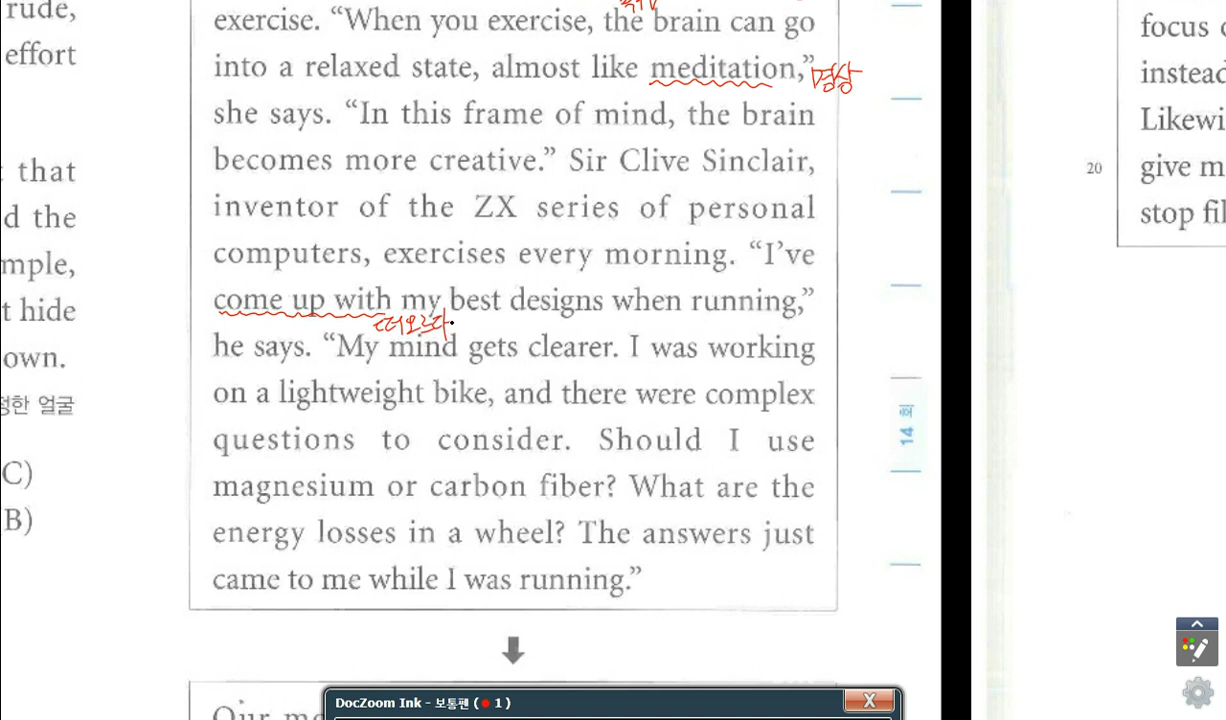 rude,
effort
that
d the
mple,
t hide
own.
정한 얼굴
C)
B)
exercise. “When you exercise, the brain can go
into a relaxed state, almost like meditation,” 명상
she says. “In this frame of mind, the brain
becomes more creative.” Sir Clive Sinclair,
inventor of the ZX series of personal
computers, exercises every morning. “I’ve
come up with my best designs when running,”
떠오르다
he says. “My mind gets clearer. I was working
on a lightweight bike, and there were complex
questions to consider. Should I use
magnesium or carbon fiber? What are the
energy losses in a wheel? The answers just
came to me while I was running.”
Our
14 회
focus
instead
Likewi
20 give m
stop fil
DocZoom Ink - 보통펜 ( 1 )
X